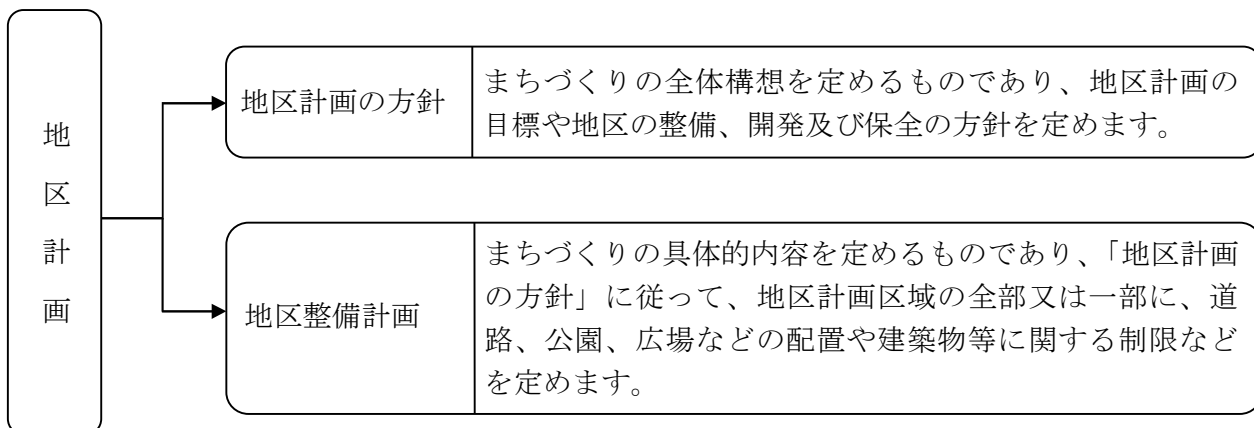 地区計画
地区計画の方針
まちづくりの全体構想を定めるものであり、地区計画の
目標や地区の整備、開発及び保全の方針を定めます。
地区整備計画
まちづくりの具体的内容を定めるものであり、「地区計画
の方針」に従って、地区計画区域の全部又は一部に、道
路、公園、広場などの配置や建築物等に関する制限など
を定めます。